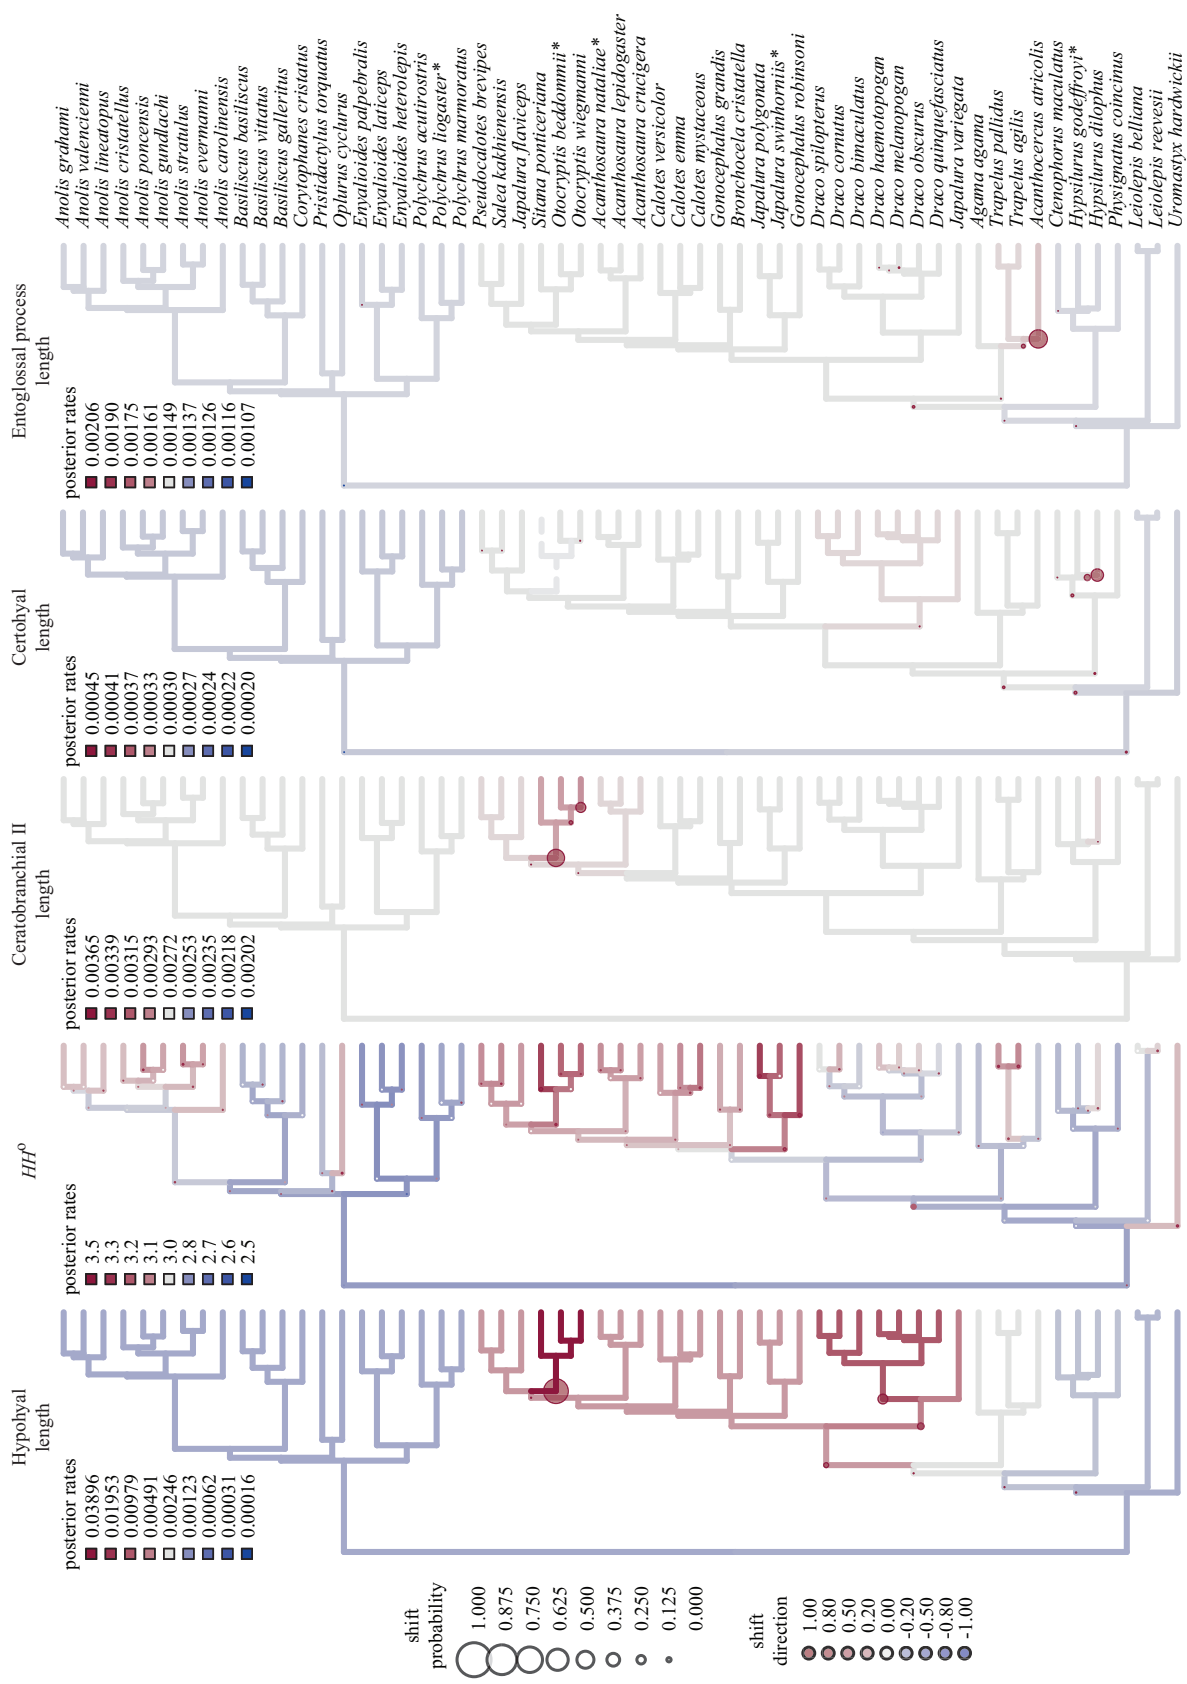 Hypohyal
length
posterior rates
0.03896
0.01953
0.00979
0.00491
0.00246
0.00123
0.00062
0.00031
0.00016
HHº
posterior rates
3.5
3.3
3.2
3.1
3.0
2.8
2.7
2.6
2.5
Ceratobranchial II
length
posterior rates
0.00365
0.00339
0.00315
0.00293
0.00272
0.00253
0.00235
0.00218
0.00202
Certohyal
length
posterior rates
0.00045
0.00041
0.00037
0.00033
0.00030
0.00027
0.00024
0.00022
0.00020
Entoglossal process
length
posterior rates
0.00206
0.00190
0.00175
0.00161
0.00149
0.00137
0.00126
0.00116
0.00107
Anolis grahami
Anolis valencienni
Anolis lineatopus
Anolis cristatellus
Anolis poncensis
Anolis gundlachi
Anolis stratulus
Anolis evermanni
Anolis carolinensis
Basiliscus basiliscus
Basiliscus vittatus
Basiliscus galleritus
Corytophanes cristatus
Pristidactylus torquatus
Oplurus cyclurus
Enyalioides palpebralis
Enyalioides laticeps
Enyalioides heterolepis
Polychrus acutirostris
Polychrus liogaster*
Polychrus marmoratus
Pseudocalotes brevipes
Salea kakhienensis
Japalura flaviceps
Sitana ponticeriana
Otocryptis beddomii*
Otocryptis wiegmanni
Acanthosaura nataliae*
Acanthosaura lepidogaster
Acanthosaura crucigera
Calotes versicolor
Calotes emma
Calotes mystaceous
Gonocephalus grandis
Bronchocela cristatella
Japalura polygonata
Japalura swinhorniis*
Gonocephalus robinsoni
Draco spilopterus
Draco cornutus
Draco bimaculatus
Draco haemotopogan
Draco melanopogan
Draco obscurus
Draco quinquefasciatus
Japalura variegata
Agama agama
Trapelus pallidus
Trapelus agilis
Acanthocercus atricolis
Ctenophorus maculatus
Hypsilurus godeffroyi*
Hypsilurus dilophus
Physignatus coincinus
Leiolepis belliana
Leiolepis reevesii
Uromastyx hardwickii
shift
probability
1.000
0.875
0.750
0.625
0.500
0.375
0.250
0.125
0.000
shift
direction
1.00
0.80
0.50
0.20
0.00
-0.20
-0.50
-0.80
-1.00